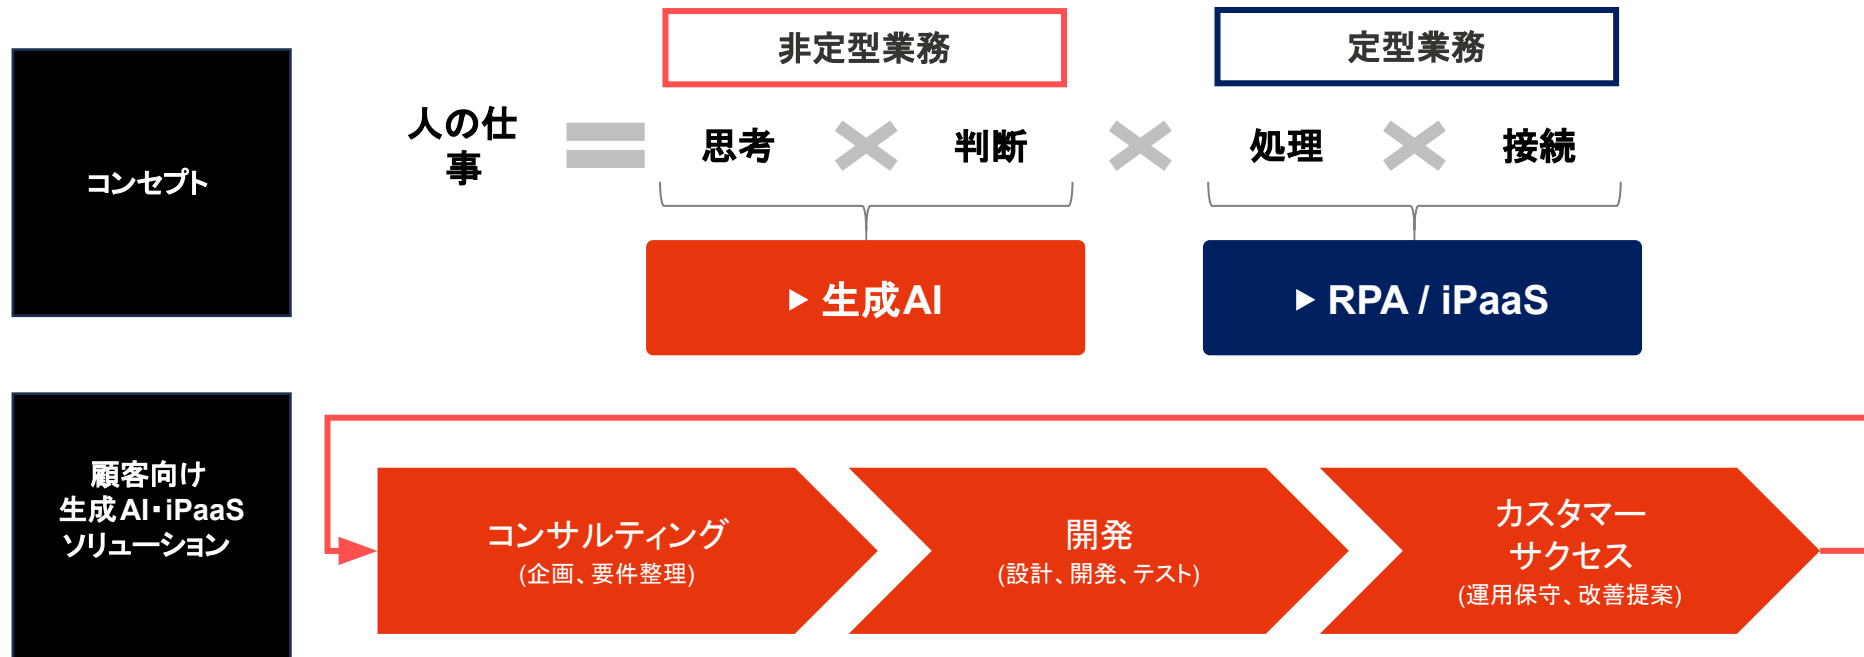 非定型業務
定型業務
コンセプト
人の仕
事
思考
判断
処理
接続
▶ 生成AI
▶ RPA / iPaaS
顧客向け
生成AI・iPaaS
ソリューション
コンサルティング
(企画、要件整理)
開発
(設計、開発、テスト)
カスタマー
サクセス
(運用保守、改善提案)